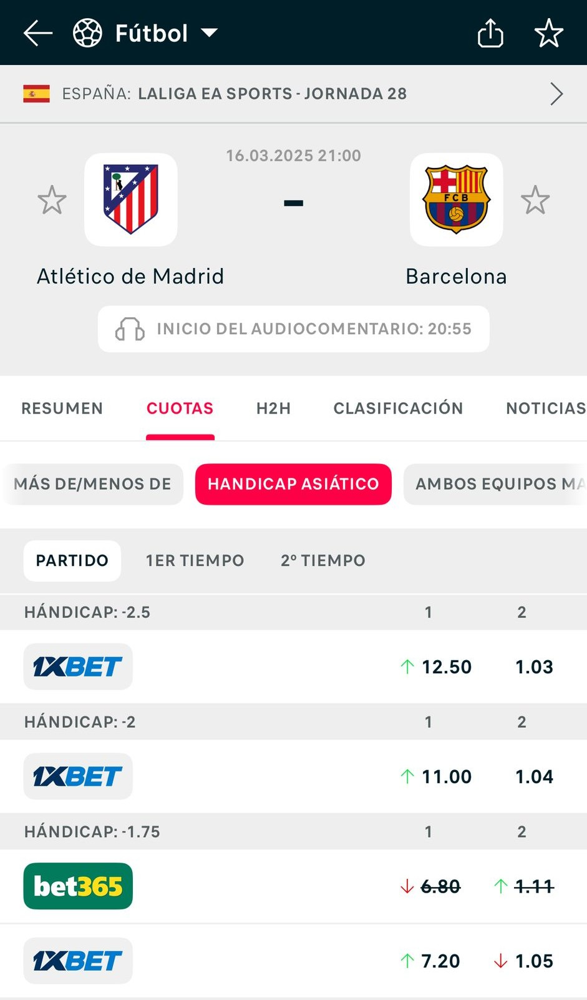 Fútbol
ESPAÑA: LALIGA EA SPORTS - JORNADA 28
16.03.2025 21:00
-
FCB
Atlético de Madrid Barcelona
INICIO DEL AUDIOCOMENTARIO: 20:55
RESUMEN CUOTAS H2H CLASIFICACIÓN NOTICIAS
MÁS DE/MENOS DE HANDICAP ASIÁTICO AMBOS EQUIPOS MA
PARTIDO 1ER TIEMPO 2º TIEMPO
HÁNDICAP: -2.5 1 2
1XBET 12.50 1.03
HÁNDICAP: -2 1 2
1XBET 11.00 1.04
HÁNDICAP: -1.75 1 2
bet365 6.80 1.11
1XBET 7.20 1.05